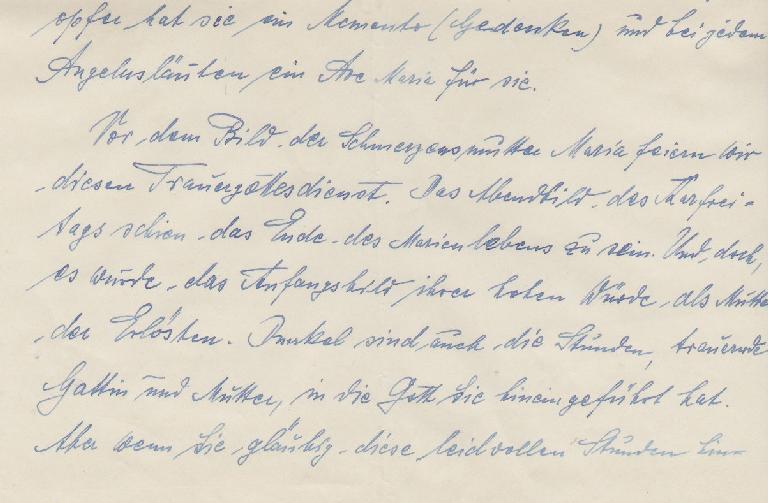 opfer hat sie ein Memento (Gedenken) und bei jedem
Angelusläuten ein Ave Maria für sie.
Vor dem Bild der Schmerzensmutter Maria feiern wir
diesen Trauergottesdienst. Das Abendbild des Karfrei-
tags schien das Ende des Marienlebens zu sein. Und doch,
es wurde das Anfangsbild ihrer hohen Würde als Mutter
der Erlösten. Dunkel sind auch die Stunden, trauernde
Gattin und Mutter, in die Gott Sie hineingeführt hat.
Aber wenn Sie gläubig diese leidvollen Stunden hin-